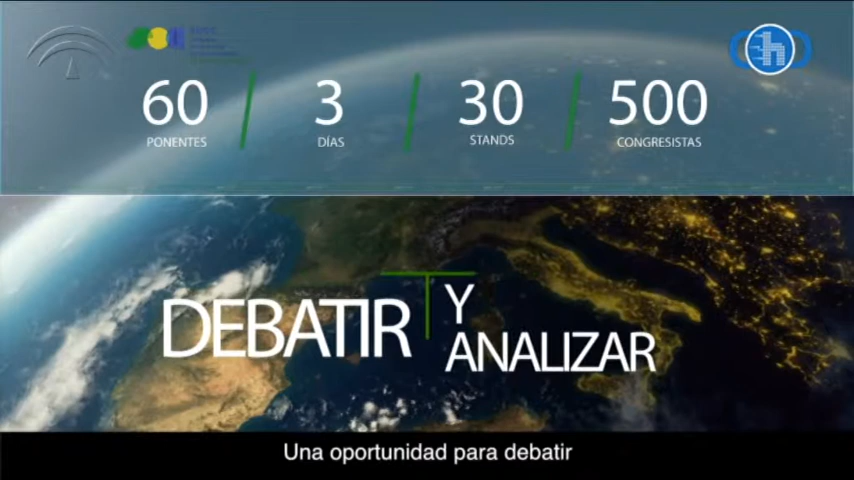 60
PONENTES
3
DÍAS
30
STANDS
500
CONGRESISTAS
DEBATIR
Y
ANALIZAR
Una oportunidad para debatir